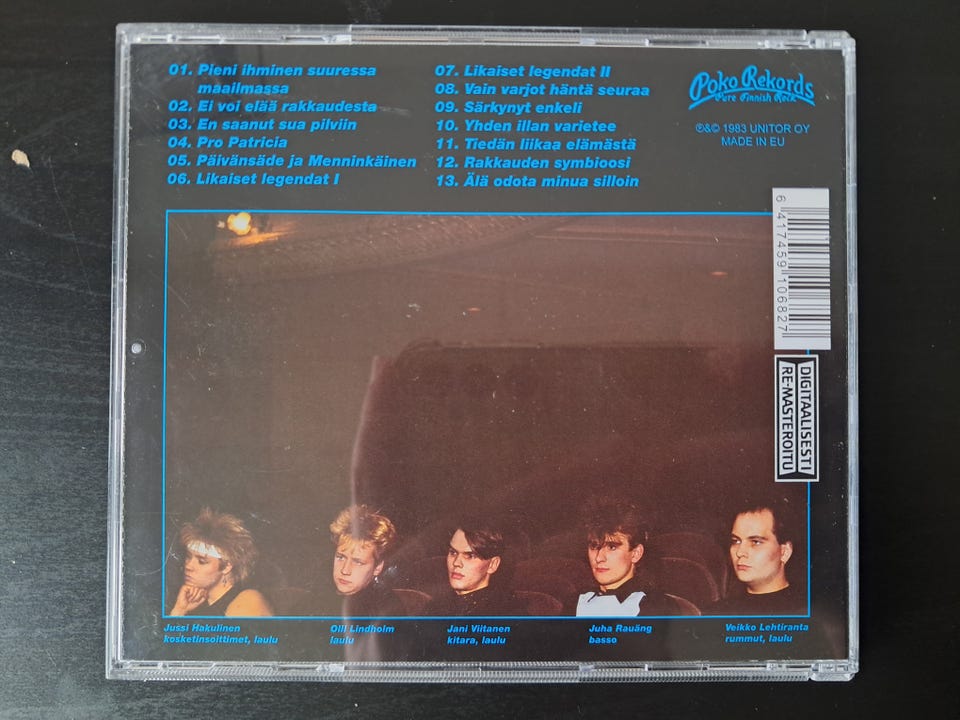 01. Pieni ihminen suuressa
maailmassa
02. Ei voi elää rakkaudesta
03. En saanut sua pilviin
04. Pro Patricia
05. Päivänsäde ja Menninkäinen
06. Likaiset legendat I
07. Likaiset legendat II
08. Vain varjot häntä seuraa
09. Särkynyt enkeli
10. Yhden illan varietee
11. Tiedän liikaa elämästä
12. Rakkauden symbioosi
13. Älä odota minua silloin
Poko Rekords
Pure Finnish Rock
℗&© 1983 UNITOR OY
MADE IN EU
6 417459 106827
DIGITAALISESTI
RE-MASTEROITU
Jussi Hakulinen
kosketinsoittimet, laulu
Olli Lindholm
laulu
Jani Viitanen
kitara, laulu
Juha Rauäng
basso
Veikko Lehtiranta
rummut, laulu